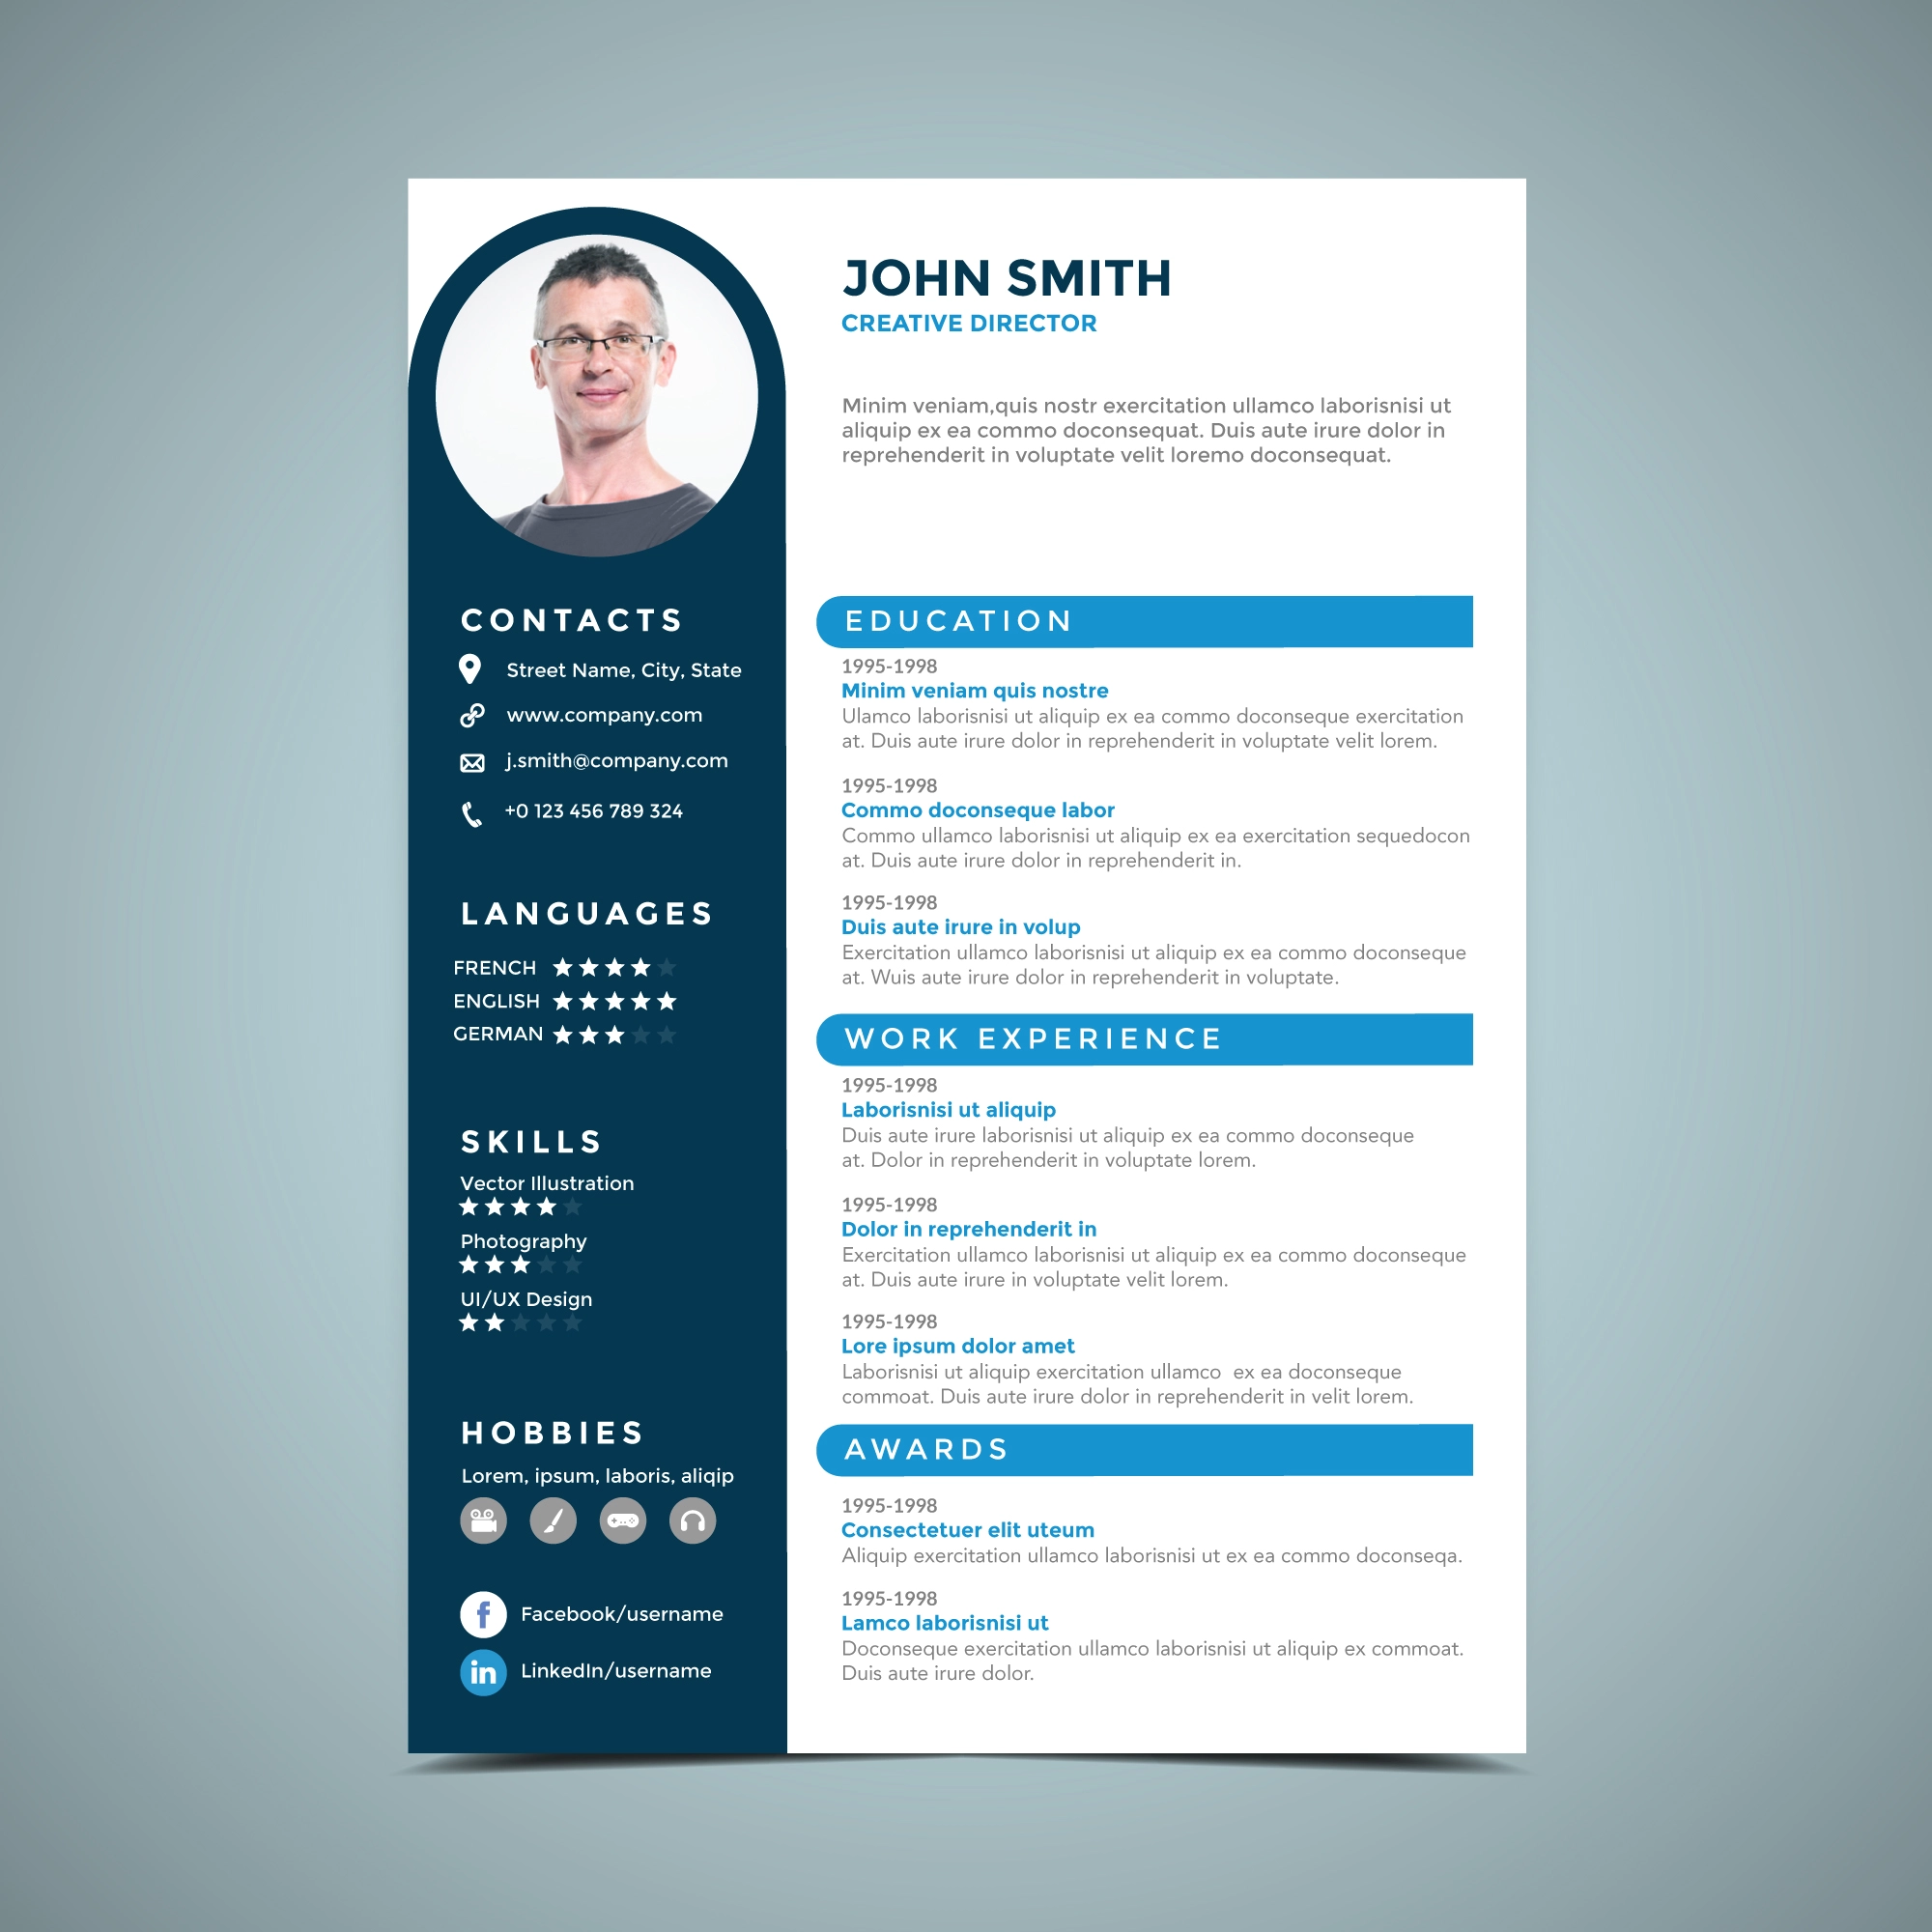 JOHN SMITH
CREATIVE DIRECTOR
Minim veniam,quis nostr exercitation ullamco laborisnisi ut
aliquip ex ea commo doconsequat. Duis aute irure dolor in
reprehenderit in voluptate velit loremo doconsequat.
CONTACTS
Street Name, City, State
www.company.com
j.smith@company.com
+0 123 456 789 324
LANGUAGES
FRENCH
ENGLISH
GERMAN
SKILLS
Vector Illustration
Photography
UI/UX Design
HOBBIES
Lorem, ipsum, laboris, aliqip
f Facebook/username
in LinkedIn/username
EDUCATION
1995-1998
Minim veniam quis nostre
Ulamco laborisnisi ut aliquip ex ea commo doconseque exercitation
at. Duis aute irure dolor in reprehenderit in voluptate velit lorem.
1995-1998
Commo doconseque labor
Commo ullamco laborisnisi ut aliquip ex ea exercitation sequedocon
at. Duis aute irure dolor in reprehenderit in.
1995-1998
Duis aute irure in volup
Exercitation ullamco laborisnisi ut aliquip ex ea commo doconseque
at. Wuis aute irure dolor in reprehenderit in voluptate.
WORK EXPERIENCE
1995-1998
Laborisnisi ut aliquip
Duis aute irure laborisnisi ut aliquip ex ea commo doconseque
at. Dolor in reprehenderit in voluptate lorem.
1995-1998
Dolor in reprehenderit in
Exercitation ullamco laborisnisi ut aliquip ex ea commo doconseque
at. Duis aute irure in voluptate velit lorem.
1995-1998
Lore ipsum dolor amet
Laborisnisi ut aliquip exercitation ullamco ex ea doconseque
commoat. Duis aute irure dolor in reprehenderit in velit lorem.
AWARDS
1995-1998
Consectetuer elit uteum
Aliquip exercitation ullamco laborisnisi ut ex ea commo doconseqa.
1995-1998
Lamco laborisnisi ut
Doconseque exercitation ullamco laborisnisi ut aliquip ex commoat.
Duis aute irure dolor.